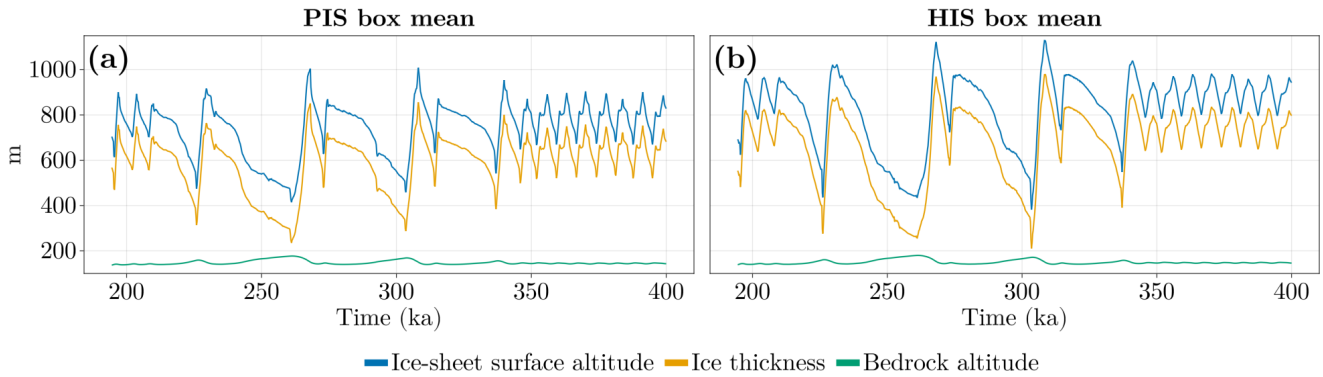 PIS box mean
HIS box mean
(a)
(b)
m
1000
800
600
400
200
200 250 300 350 400
200 250 300 350 400
Time (ka)
Time (ka)
Ice-sheet surface altitude Ice thickness Bedrock altitude